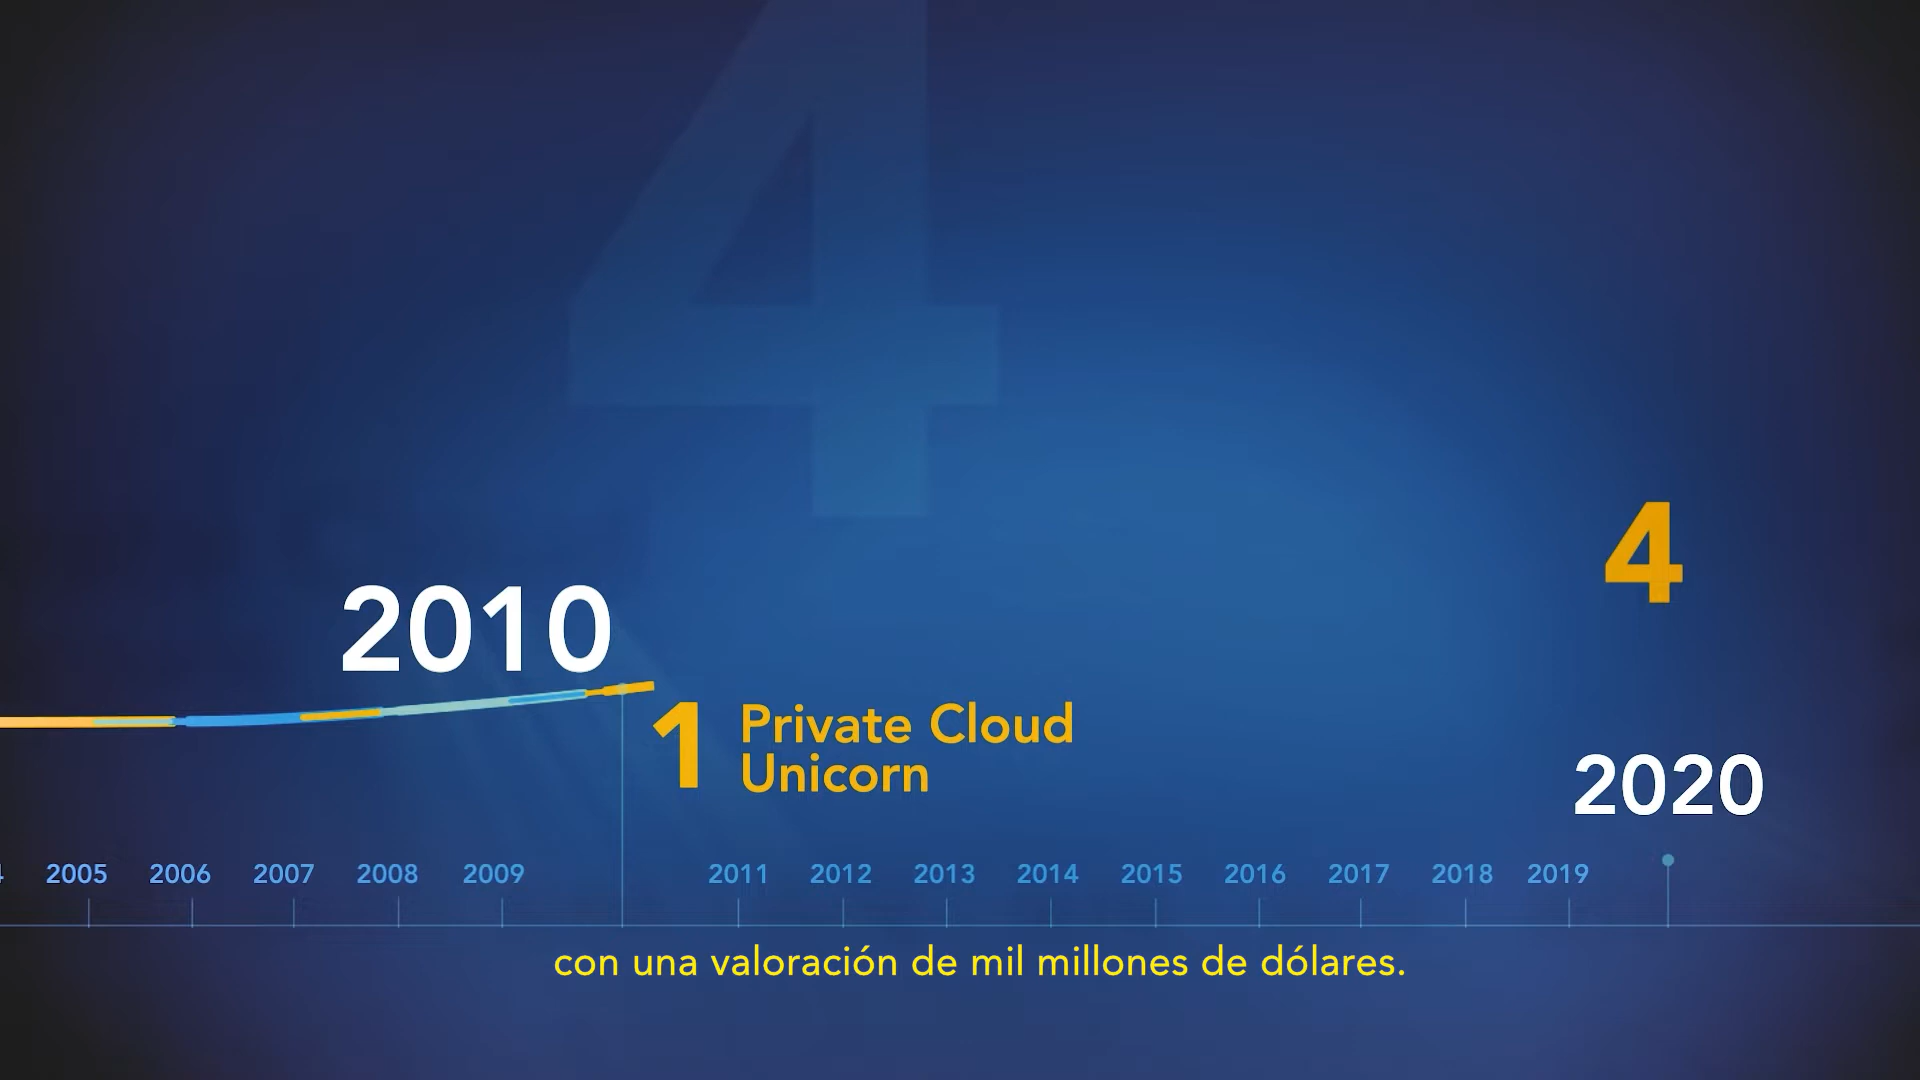 4
4
2010
1 Private Cloud
Unicorn
2020
2005 2006 2007 2008 2009 2011 2012 2013 2014 2015 2016 2017 2018 2019
con una valoración de mil millones de dólares.